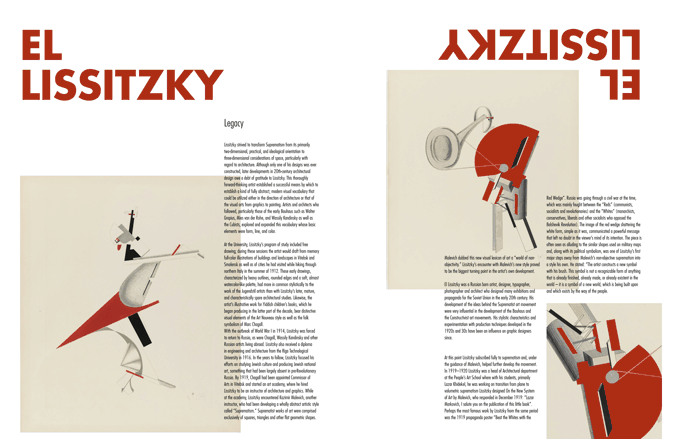 EL
LISSITZKY
Legacy
Lissitzky strived to transform Suprematism from its primarily
two-dimensional, practical, and ideological orientation to
three-dimensional considerations of space, particularly with
regard to architecture. Although only one of his designs was ever
constructed, later developments in 20th-century architectural
design owe a debt of gratitude to Lissitzky. This thoroughly
forward-thinking artist established a successful means by which to
establish a kind of fully abstract, modern visual vocabulary that
could be utilized either in the direction of architecture or that of
the visual arts from graphics to painting. Artists and architects who
followed, particularly those of the early Bauhaus such as Walter
Gropius, Mies van der Rohe, and Wassily Kandinsky as well as
the Cubists, explored and expanded this vocabulary whose basic
elements were form, line, and color.
At the University, Lissitzky's program of study included free
drawing, during those sessions the artist would draft from memory
full-color illustrations of buildings and landscapes in Vitebsk and
Smolensk as well as of cities he had visited while hiking through
northern Italy in the summer of 1912. These early drawings,
characterized by heavy outlines, rounded edges and a soft, almost
watercolor-like palette, had more in common stylistically to the
work of the Jugendstil artists than with Lissitzky's later, mature,
and characteristically sparse architectural studies. Likewise, the
artist's illustrative work for Yiddish children's books, which he
began producing in the latter part of the decade, bear distinctive
visual elements of the Art Nouveau style as well as the folk
symbolism of Marc Chagall.
With the outbreak of World War I in 1914, Lissitzky was forced
to return to Russia, as were Chagall, Wassily Kandinsky and other
Russian artists living abroad. Lissitzky also received a diploma
in engineering and architecture from the Riga Technological
University in 1916. In the years to follow, Lissitzky focused his
efforts on studying Jewish culture and producing Jewish national
art, something that had been largely absent in pre-Revolutionary
Russia. By 1919, Chagall had been appointed Commissar of
Arts in Vitebsk and started an art academy, where he hired
Lissitzky to be an instructor of architecture and graphics. While
at the academy, Lissitzky encountered Kazimir Malevich, another
instructor, who had been developing a wholly abstract artistic style
called "Suprematism." Suprematist works of art were comprised
exclusively of squares, triangles and other flat geometric shapes.
EL
LISSITZKY
Malevich dubbed this new visual lexicon of art a "world of non-
objectivity;" Lissitzky's encounter with Malevich's new style proved
to be the biggest turning point in the artist's own development.
El Lissitzky was a Russian born artist, designer, typographer,
photographer and architect who designed many exhibitions and
propaganda for the Soviet Union in the early 20th century. His
development of the ideas behind the Suprematist art movement
were very influential in the development of the Bauhaus and
the Constructivist art movements. His stylistic characteristics and
experimentation with production techniques developed in the
1920s and 30s have been an influence on graphic designers
since.
At this point Lissitzky subscribed fully to suprematism and, under
the guidance of Malevich, helped further develop the movement.
In 1919–1920 Lissitzky was a head of Architectural department
at the People's Art School where with his students, primarily
Lazar Khidekel, he was working on transition from plane to
volumetric suprematism Lissitzky designed On the New System
of Art by Malevich, who responded in December 1919: "Lazar
Markovich, I salute you on the publication of this little book".
Perhaps the most famous work by Lissitzky from the same period
was the 1919 propaganda poster "Beat the Whites with the
Red Wedge". Russia was going through a civil war at the time,
which was mainly fought between the "Reds" (communists,
socialists and revolutionaries) and the "Whites" (monarchists,
conservatives, liberals and other socialists who opposed the
Bolshevik Revolution). The image of the red wedge shattering the
white form, simple as it was, communicated a powerful message
that left no doubt in the viewer's mind of its intention. The piece is
often seen as alluding to the similar shapes used on military maps
and, along with its political symbolism, was one of Lissitzky's first
major steps away from Malevich's non-objective suprematism into
a style his own. He stated: "The artist constructs a new symbol
with his brush. This symbol is not a recognizable form of anything
that is already finished, already made, or already existent in the
world – it is a symbol of a new world, which is being built upon
and which exists by the way of the people.